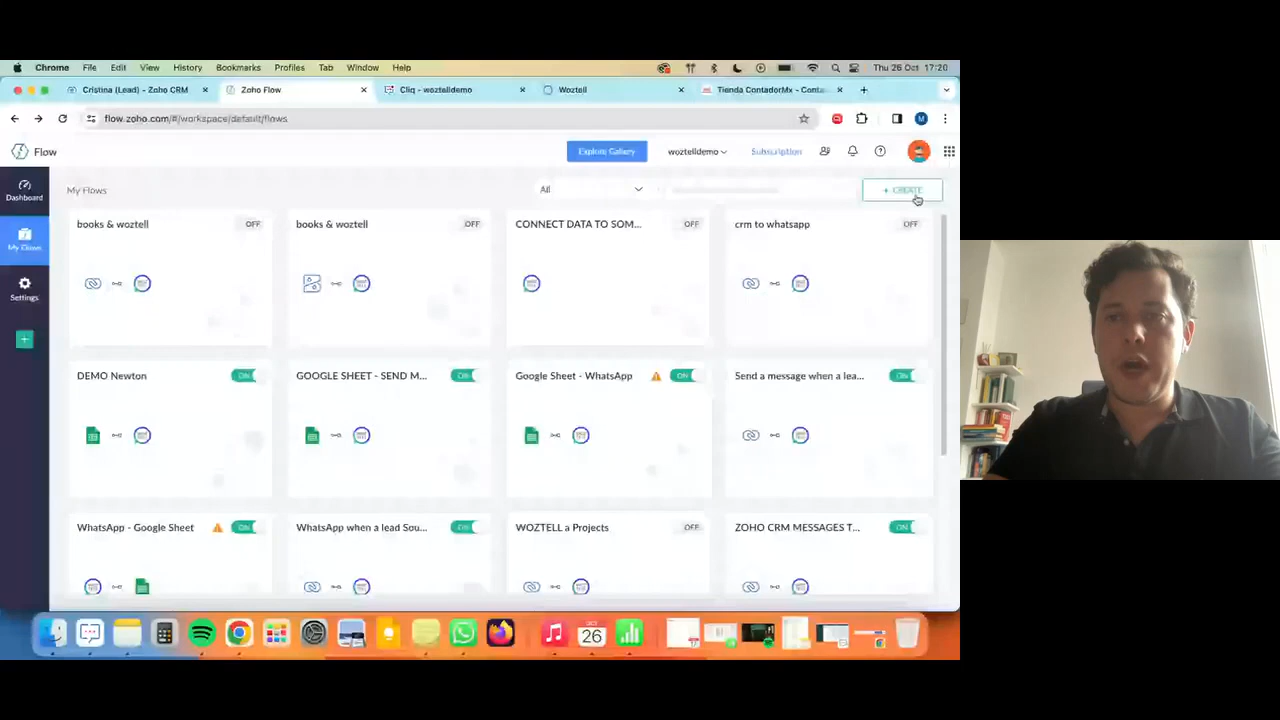 Chrome File Edit View History Bookmarks Profiles Tab Window Help Thu 26 Oct 17:20
Cristina (Lead) - Zoho CRM Zoho Flow Cliq - woztelldemo Woztell Tienda ContadorMx - Conta
flow.zoho.com/#/workspace/default/flows M
Flow Explore Gallery woztelldemo Subscription
Dashboard
My Flows
Settings
My Flows All + CREATE
books & woztell OFF books & woztell OFF CONNECT DATA TO SOM... OFF crm to whatsapp OFF
DEMO Newton ON GOOGLE SHEET - SEND M... ON Google Sheet - WhatsApp ON Send a message when a lea... ON
WhatsApp - Google Sheet ON WhatsApp when a lead Sou... ON WOZTELL a Projects OFF ZOHO CRM MESSAGES T... ON
26